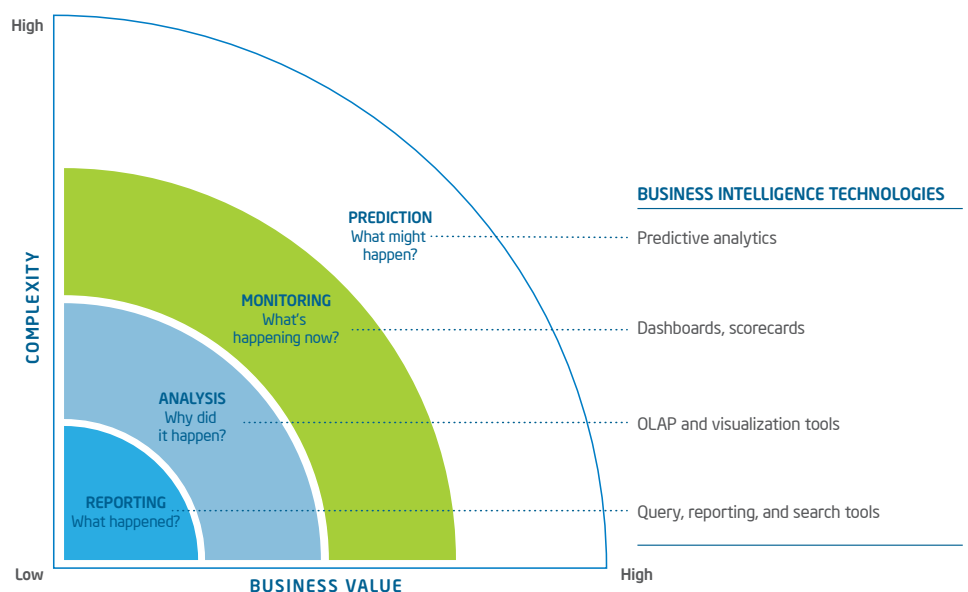 High
COMPLEXITY
PREDICTION
What might
happen?
MONITORING
What's
happening now?
ANALYSIS
Why did
it happen?
REPORTING
What happened?
Low
BUSINESS VALUE
High
BUSINESS INTELLIGENCE TECHNOLOGIES
Predictive analytics
Dashboards, scorecards
OLAP and visualization tools
Query, reporting, and search tools